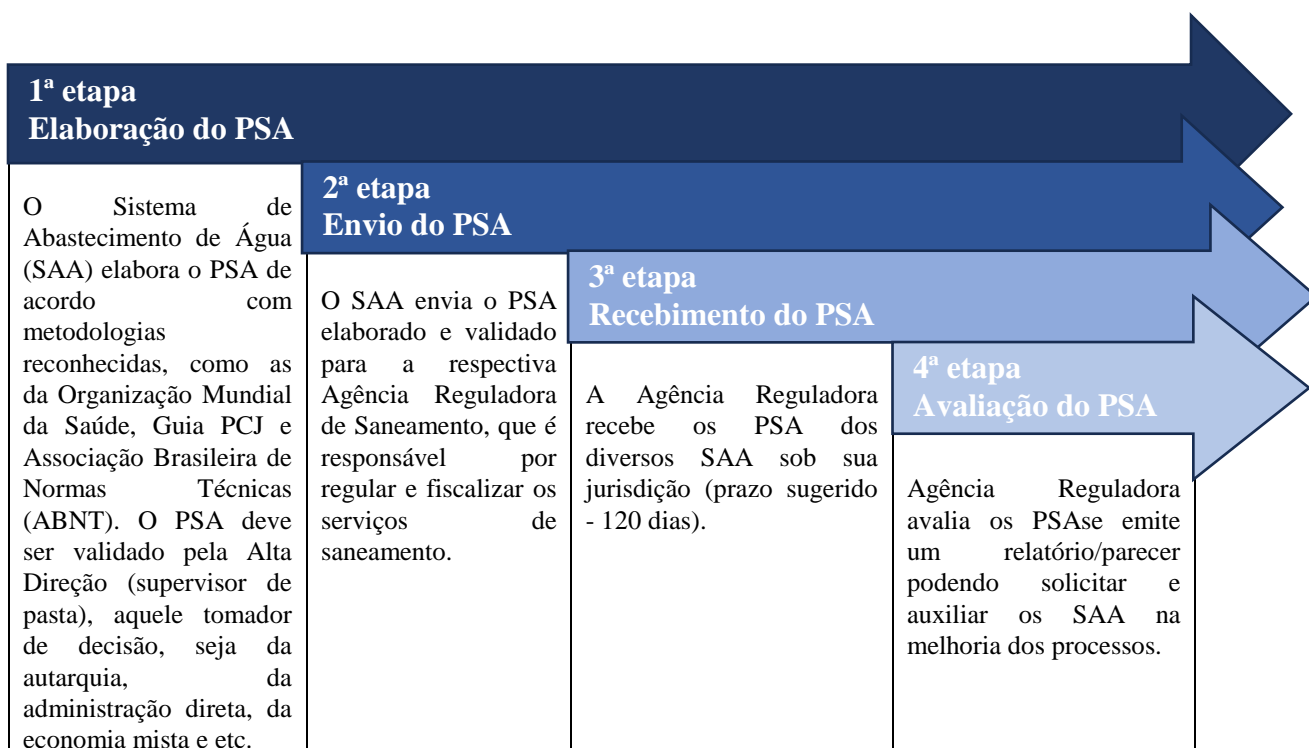 1ª etapa
Elaboração do PSA
O Sistema de
Abastecimento de Água
(SAA) elabora o PSA de
acordo com
metodologias
reconhecidas, como as
da Organização Mundial
da Saúde, Guia PCJ e
Associação Brasileira de
Normas Técnicas
(ABNT). O PSA deve
ser validado pela Alta
Direção (supervisor de
pasta), aquele tomador
de decisão, seja da
autarquia, da
administração direta, da
economia mista e etc.
2ª etapa
Envio do PSA
O SAA envia o PSA
elaborado e validado
para a respectiva
Agência Reguladora
de Saneamento, que é
responsável por
regular e fiscalizar os
serviços de
saneamento.
3ª etapa
Recebimento do PSA
A Agência Reguladora
recebe os PSA dos
diversos SAA sob sua
jurisdição (prazo sugerido
- 120 dias).
4ª etapa
Avaliação do PSA
Agência Reguladora
avalia os PSAse emite
um relatório/parecer
podendo solicitar e
auxiliar os SAA na
melhoria dos processos.